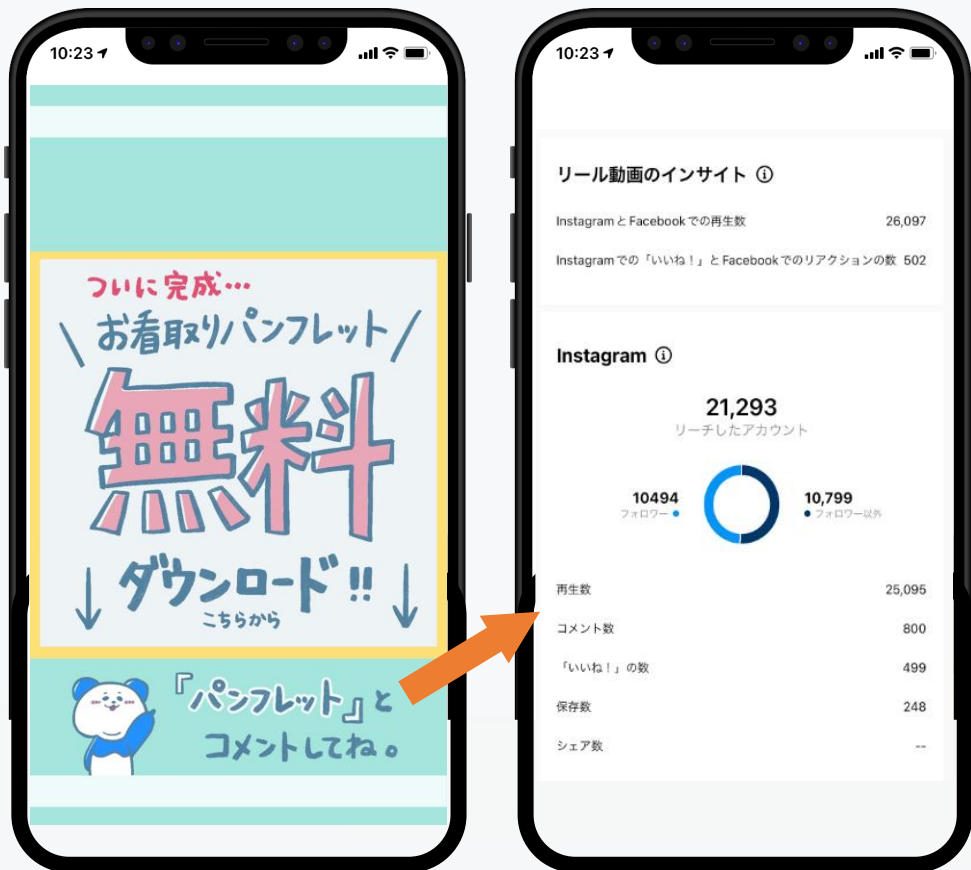 10:23
ついに完成…
\お看取りパンフレット/
無料
↓ダウンロード!!↓
こちらから
『パンフレット』と
コメントしてね。
10:23
リール動画のインサイト
InstagramとFacebookでの再生数 26,097
Instagramでの「いいね!」とFacebookでのリアクションの数 502
Instagram
21,293
リーチしたアカウント
10494
フォロワー
10,799
フォロワー以外
再生数 25,095
コメント数 800
「いいね!」の数 499
保存数 248
シェア数 --